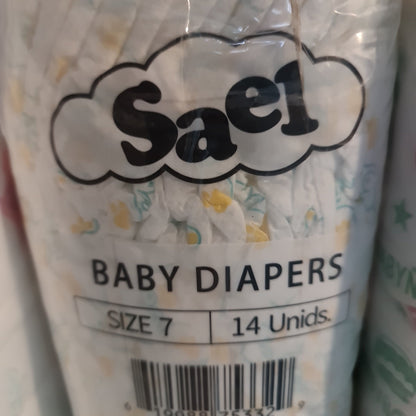 Sael
BABY DIAPERS
SIZE 7
14 Unids.